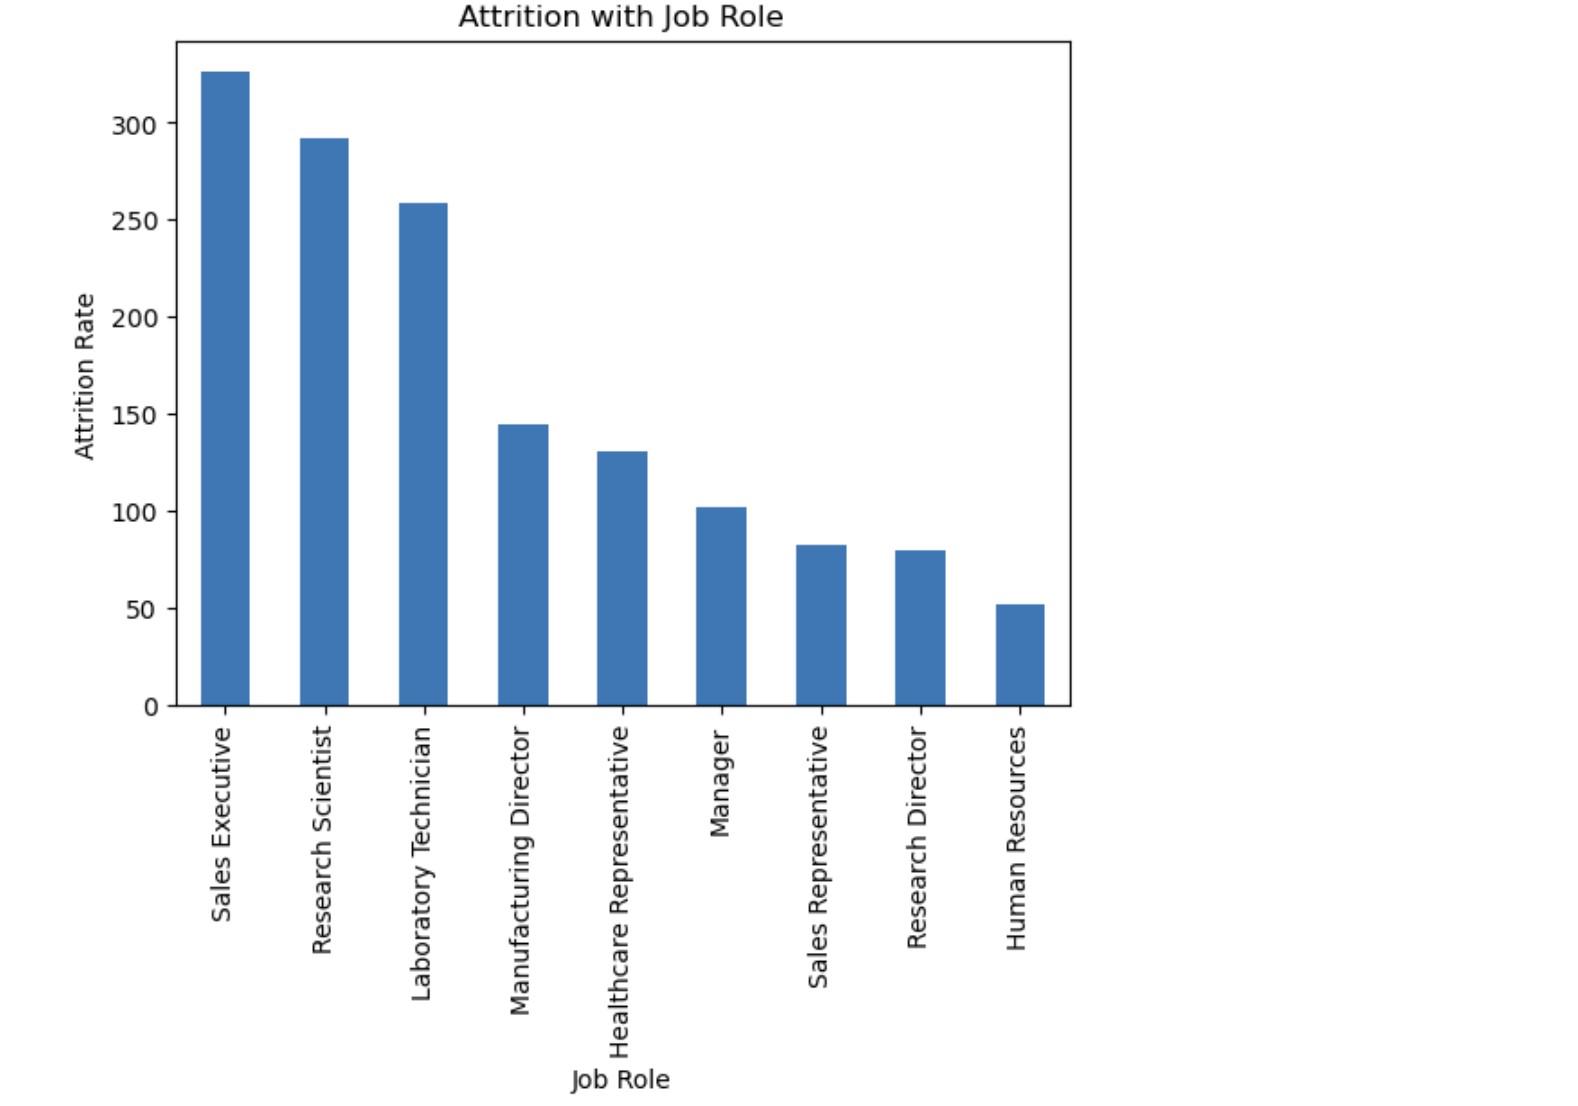 Attrition with Job Role
Attrition Rate
300
250
200
150
100
50
0
Sales Executive
Research Scientist
Laboratory Technician
Manufacturing Director
Healthcare Representative
Manager
Sales Representative
Research Director
Human Resources
Job Role